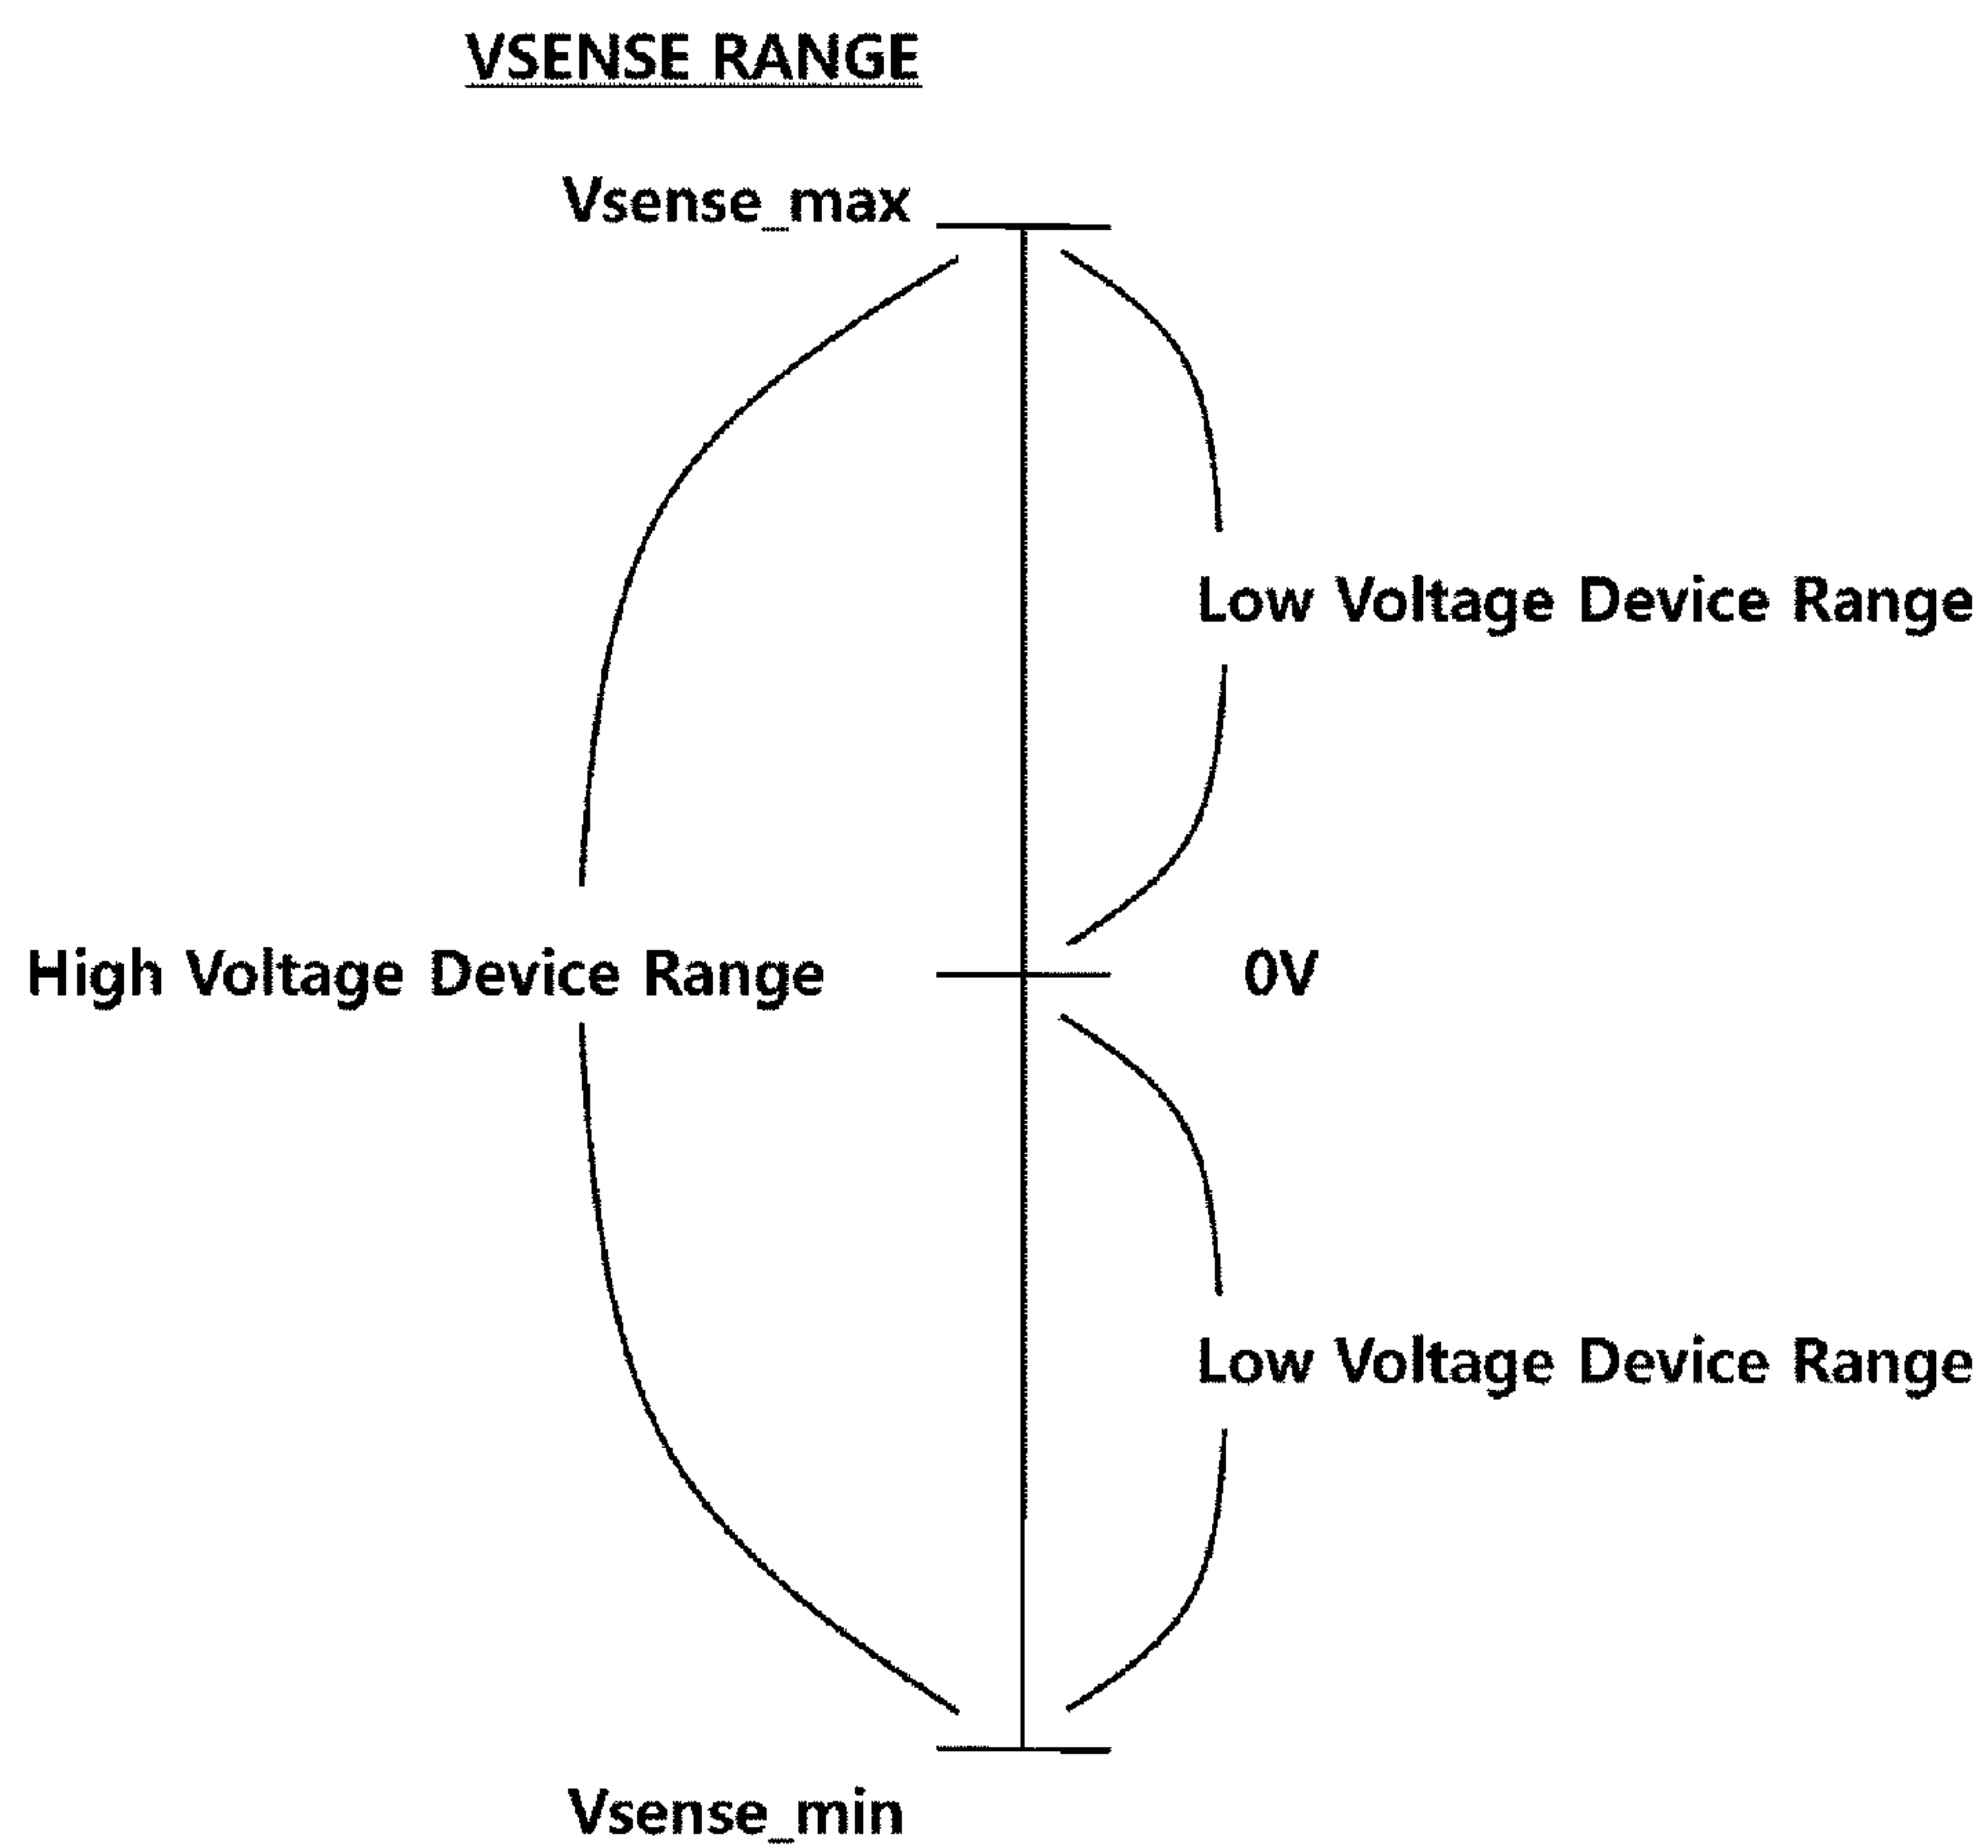 VSENSE RANGE
Vsense_max
Low Voltage Device Range
High Voltage Device Range
0V
Low Voltage Device Range
Vsense_min